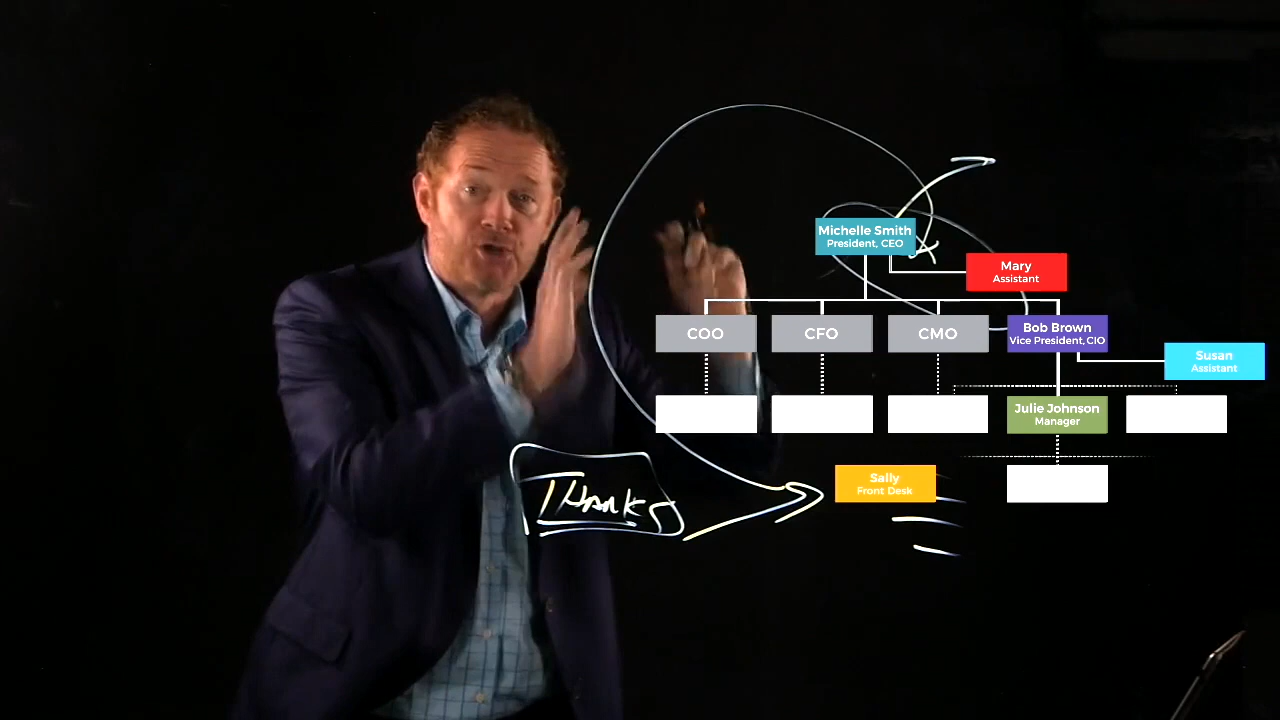 Michelle Smith
President, CEO
Mary
Assistant
COO
CFO
CMO
Bob Brown
Vice President, CIO
Susan
Assistant
Julie Johnson
Manager
Sally
Front Desk
THANKS